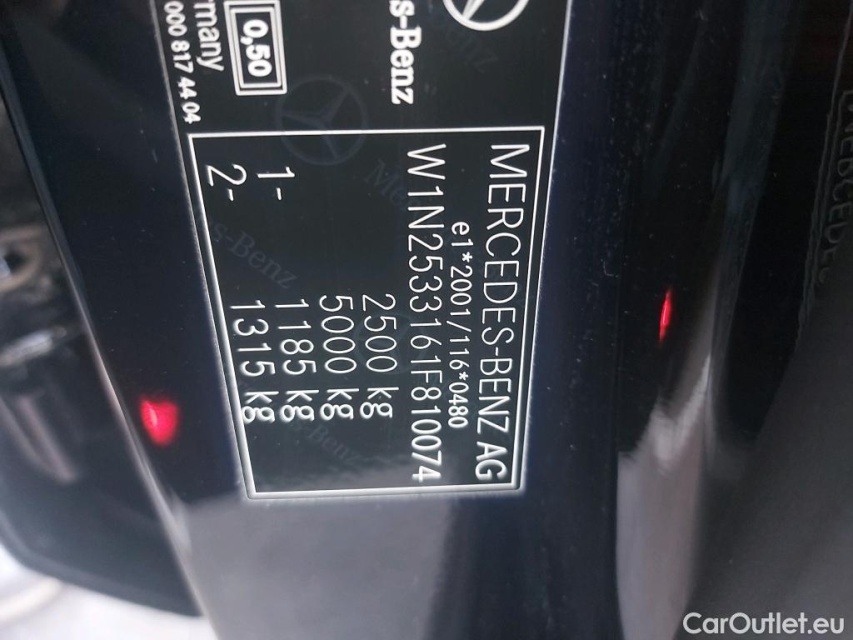 s-Benz
0,50
rmany
000 817 44 04
MERCEDES-BENZ AG
e1*2001/116*0480
W1N2533161F810074
2500 kg
5000 kg
1- 1185 kg
2- 1315 kg
CarOutlet.eu